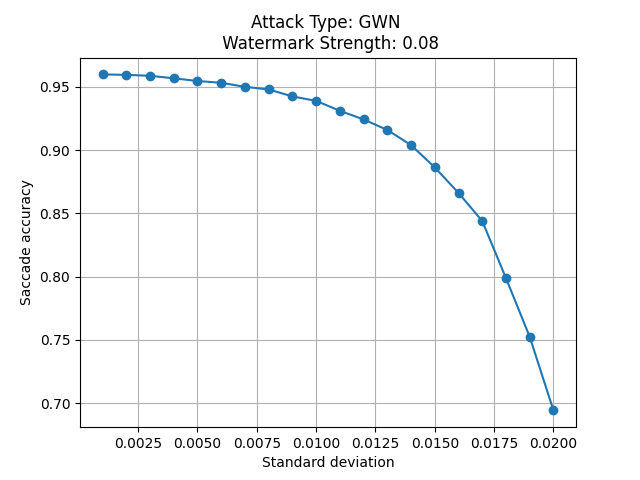 Attack Type: GWN
Watermark Strength: 0.08
0.95
0.90
0.85
0.80
0.75
0.70
Saccade accuracy
0.0025 0.0050 0.0075 0.0100 0.0125 0.0150 0.0175 0.0200
Standard deviation